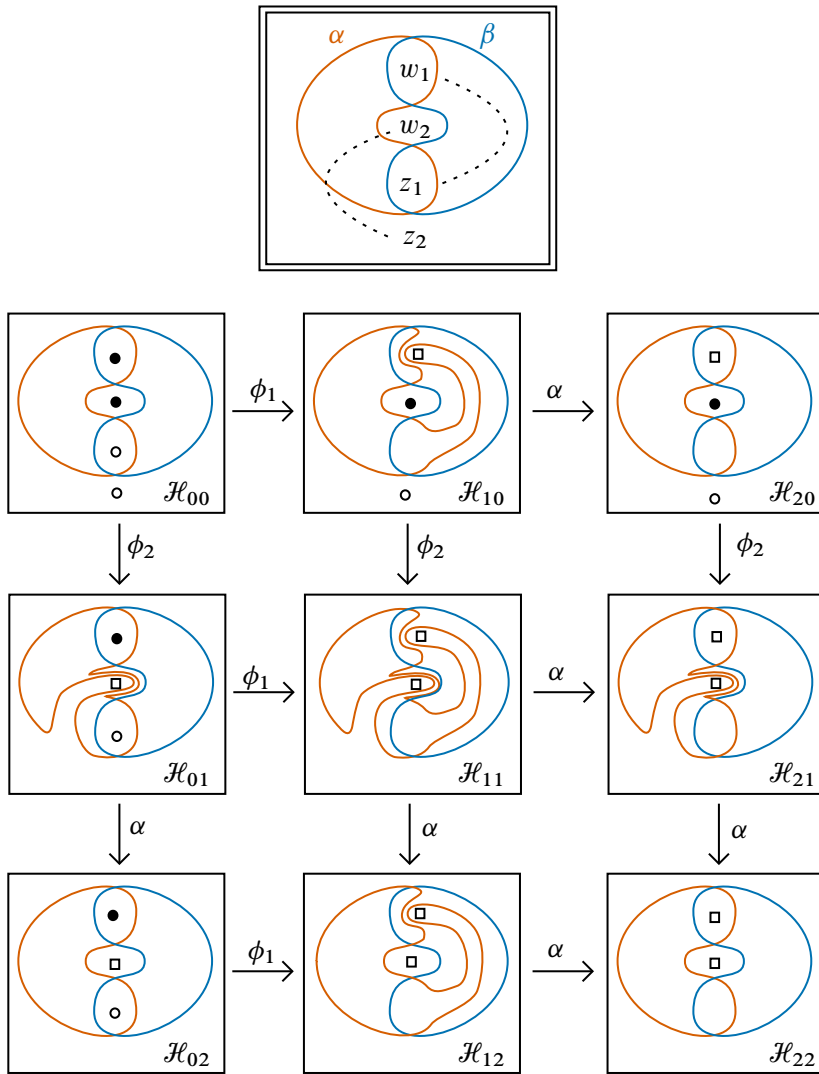 α β
w₁
w₂
z₁
z₂
ℋ₀₀ ϕ₁ ℋ₁₀ α ℋ₂₀
ϕ₂ ϕ₂ ϕ₂
ℋ₀₁ ϕ₁ ℋ₁₁ α ℋ₂₁
α α α
ℋ₀₂ ϕ₁ ℋ₁₂ α ℋ₂₂